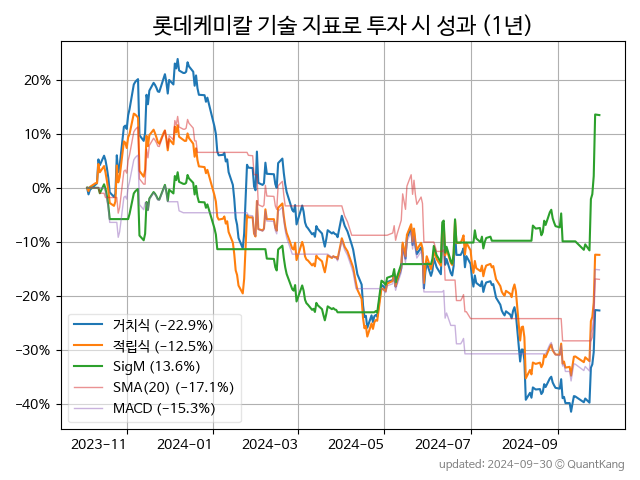 롯데케미칼 기술 지표로 투자 시 성과 (1년)
20%
10%
0%
−10%
−20%
−30%
−40%
거치식 (−22.9%)
적립식 (−12.5%)
SigM (13.6%)
SMA(20) (−17.1%)
MACD (−15.3%)
2023−11
2024−01
2024−03
2024−05
2024−07
2024−09
updated: 2024−09−30 ⓒ QuantKang